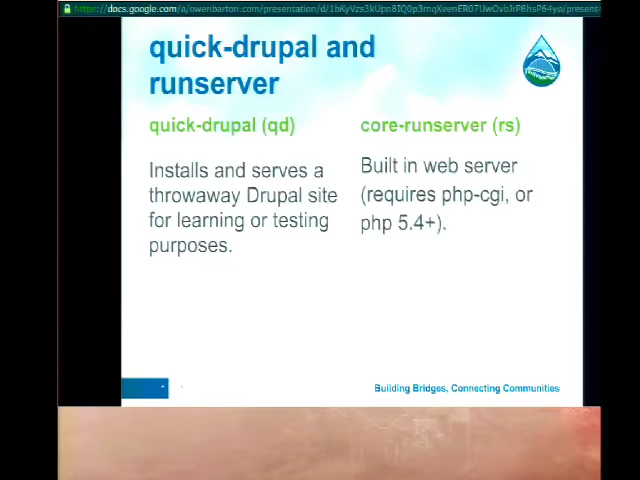 quick-drupal and
runserver
quick-drupal (qd)
Installs and serves a
throwaway Drupal site
for learning or testing
purposes.
core-runserver (rs)
Built in web server
(requires php-cgi, or
php 5.4+).
Building Bridges, Connecting Communities